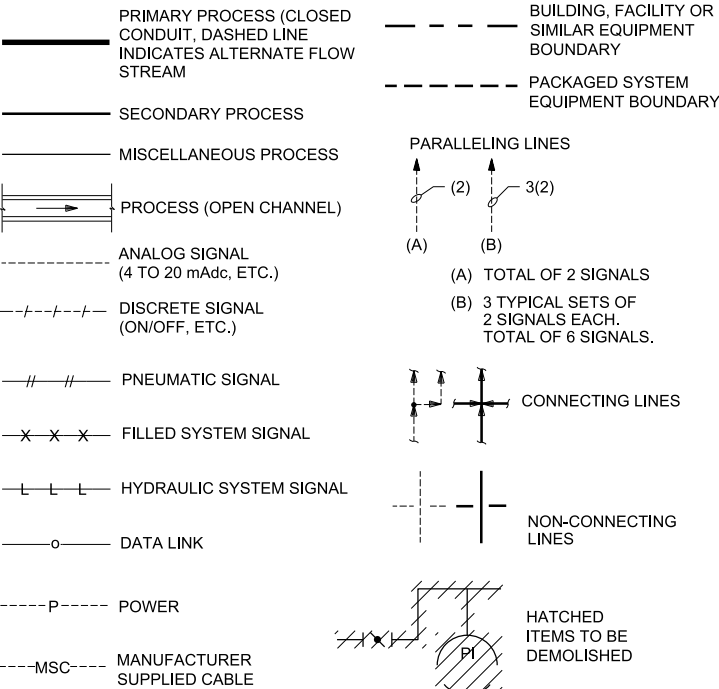 PRIMARY PROCESS (CLOSED
CONDUIT, DASHED LINE
INDICATES ALTERNATE FLOW
STREAM
SECONDARY PROCESS
MISCELLANEOUS PROCESS
PROCESS (OPEN CHANNEL)
ANALOG SIGNAL
(4 TO 20 mAdc, ETC.)
DISCRETE SIGNAL
(ON/OFF, ETC.)
PNEUMATIC SIGNAL
X X X FILLED SYSTEM SIGNAL
L L L HYDRAULIC SYSTEM SIGNAL
o DATA LINK
P POWER
MSC MANUFACTURER
SUPPLIED CABLE
BUILDING, FACILITY OR
SIMILAR EQUIPMENT
BOUNDARY
PACKAGED SYSTEM
EQUIPMENT BOUNDARY
PARALLELING LINES
(2) 3(2)
(A) (B)
(A) TOTAL OF 2 SIGNALS
(B) 3 TYPICAL SETS OF
2 SIGNALS EACH.
TOTAL OF 6 SIGNALS.
CONNECTING LINES
NON-CONNECTING
LINES
PI
HATCHED
ITEMS TO BE
DEMOLISHED